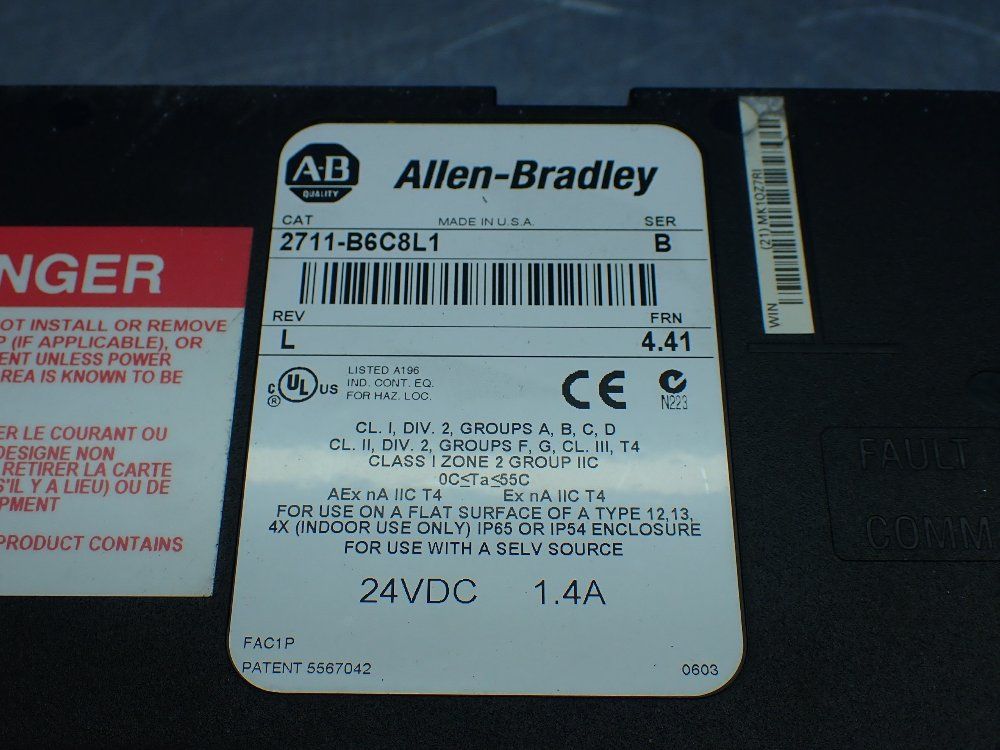 A·B
QUALITY
Allen-Bradley
CAT MADE IN U.S.A. SER
2711-B6C8L1 B
REV FRN
L 4.41
C UL US ®
LISTED A196
IND. CONT. EQ.
FOR HAZ. LOC.
CE
N223
CL. I, DIV. 2, GROUPS A, B, C, D
CL. II, DIV. 2, GROUPS F, G, CL. III, T4
CLASS I ZONE 2 GROUP IIC
0C≤Ta≤55C
AEx nA IIC T4 Ex nA IIC T4
FOR USE ON A FLAT SURFACE OF A TYPE 12,13,
4X (INDOOR USE ONLY) IP65 OR IP54 ENCLOSURE
FOR USE WITH A SELV SOURCE
24VDC 1.4A
FAC1P
PATENT 5567042 0603
NGER
OT INSTALL OR REMOVE
P (IF APPLICABLE), OR
ENT UNLESS POWER
REA IS KNOWN TO BE
ER LE COURANT OU
DESIGNE NON
RETIRER LA CARTE
S'IL Y A LIEU) OU DE
IPMENT
PRODUCT CONTAINS
WIN
(21) MK1OZ7RI
FAULT
COMM